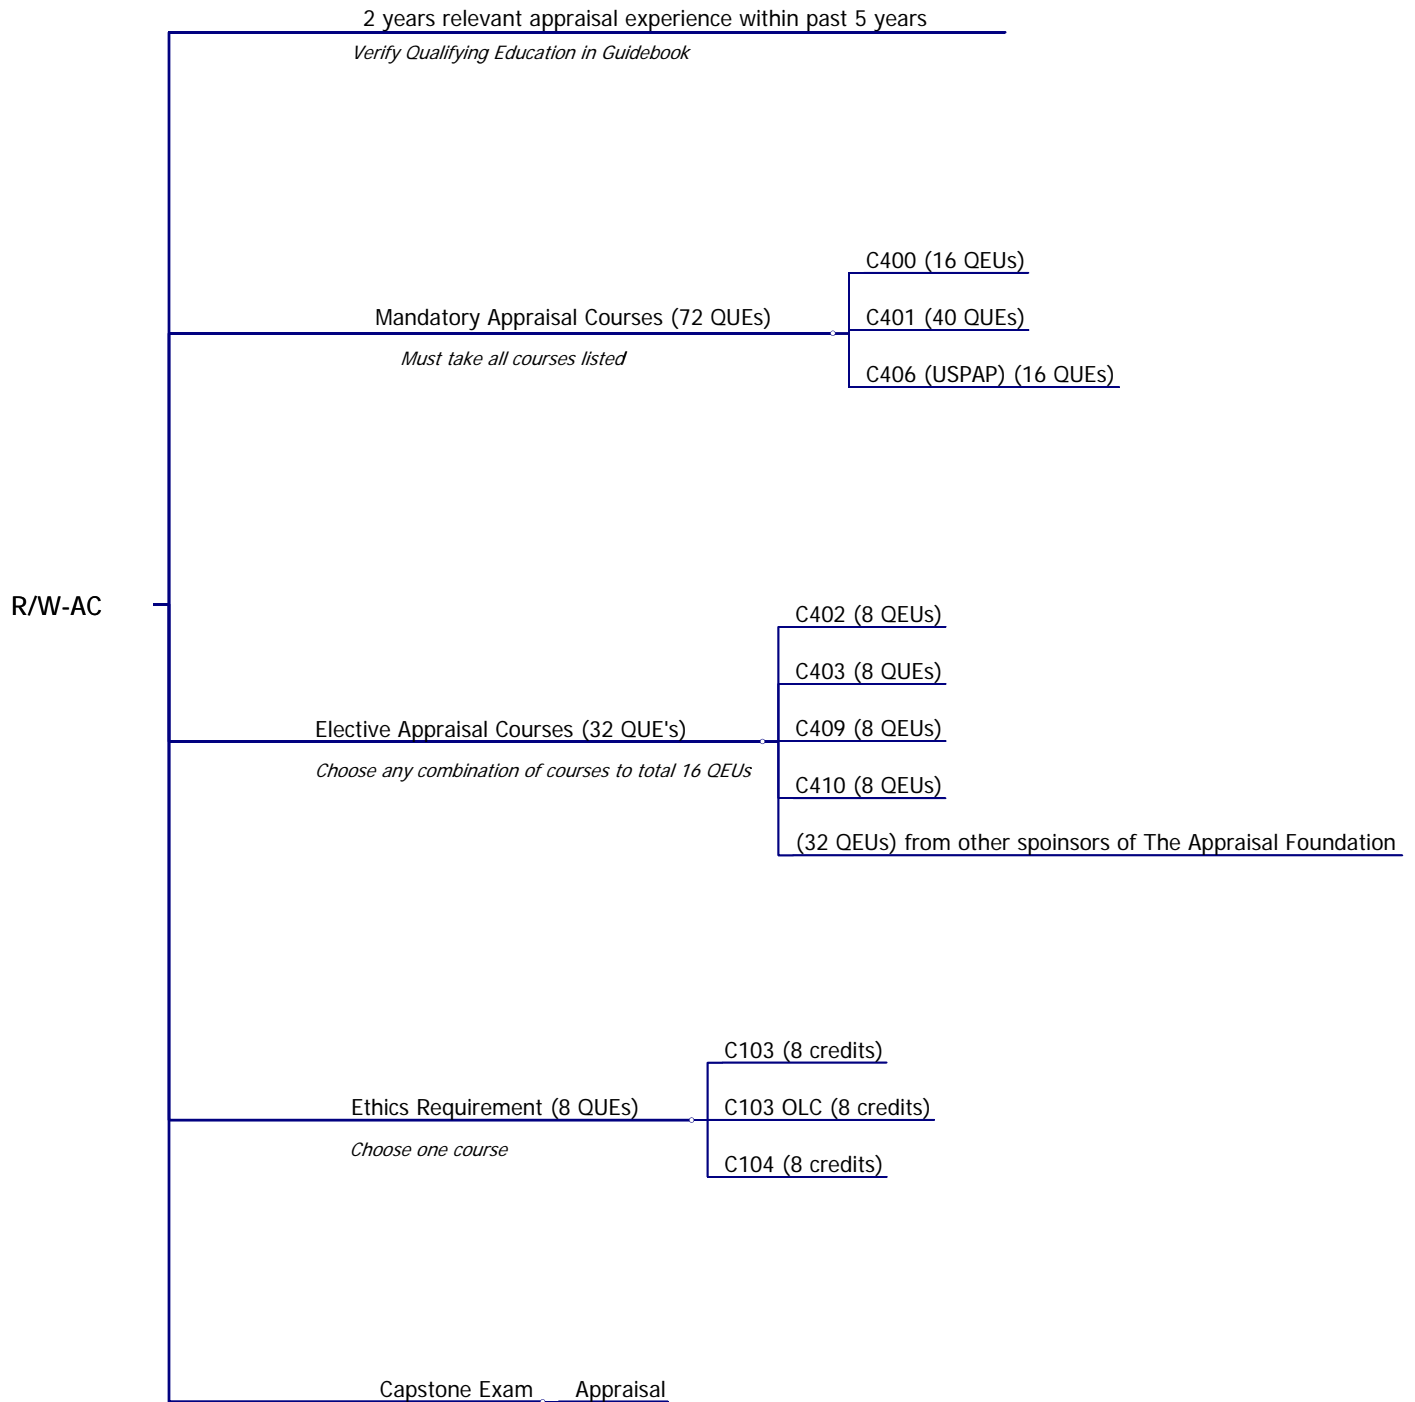 2 years relevant appraisal experience within past 5 years
Verify Qualifying Education in Guidebook
C400 (16 QEUs)
Mandatory Appraisal Courses (72 QUEs)
C401 (40 QUEs)
Must take all courses listed
C406 (USPAP) (16 QUEs)
R/W-AC
C402 (8 QEUs)
C403 (8 QUEs)
Elective Appraisal Courses (32 QUE's)
C409 (8 QEUs)
Choose any combination of courses to total 16 QEUs
C410 (8 QEUs)
(32 QEUs) from other spoinsors of The Appraisal Foundation
C103 (8 credits)
Ethics Requirement (8 QUEs)
C103 OLC (8 credits)
Choose one course
C104 (8 credits)
Capstone Exam
Appraisal